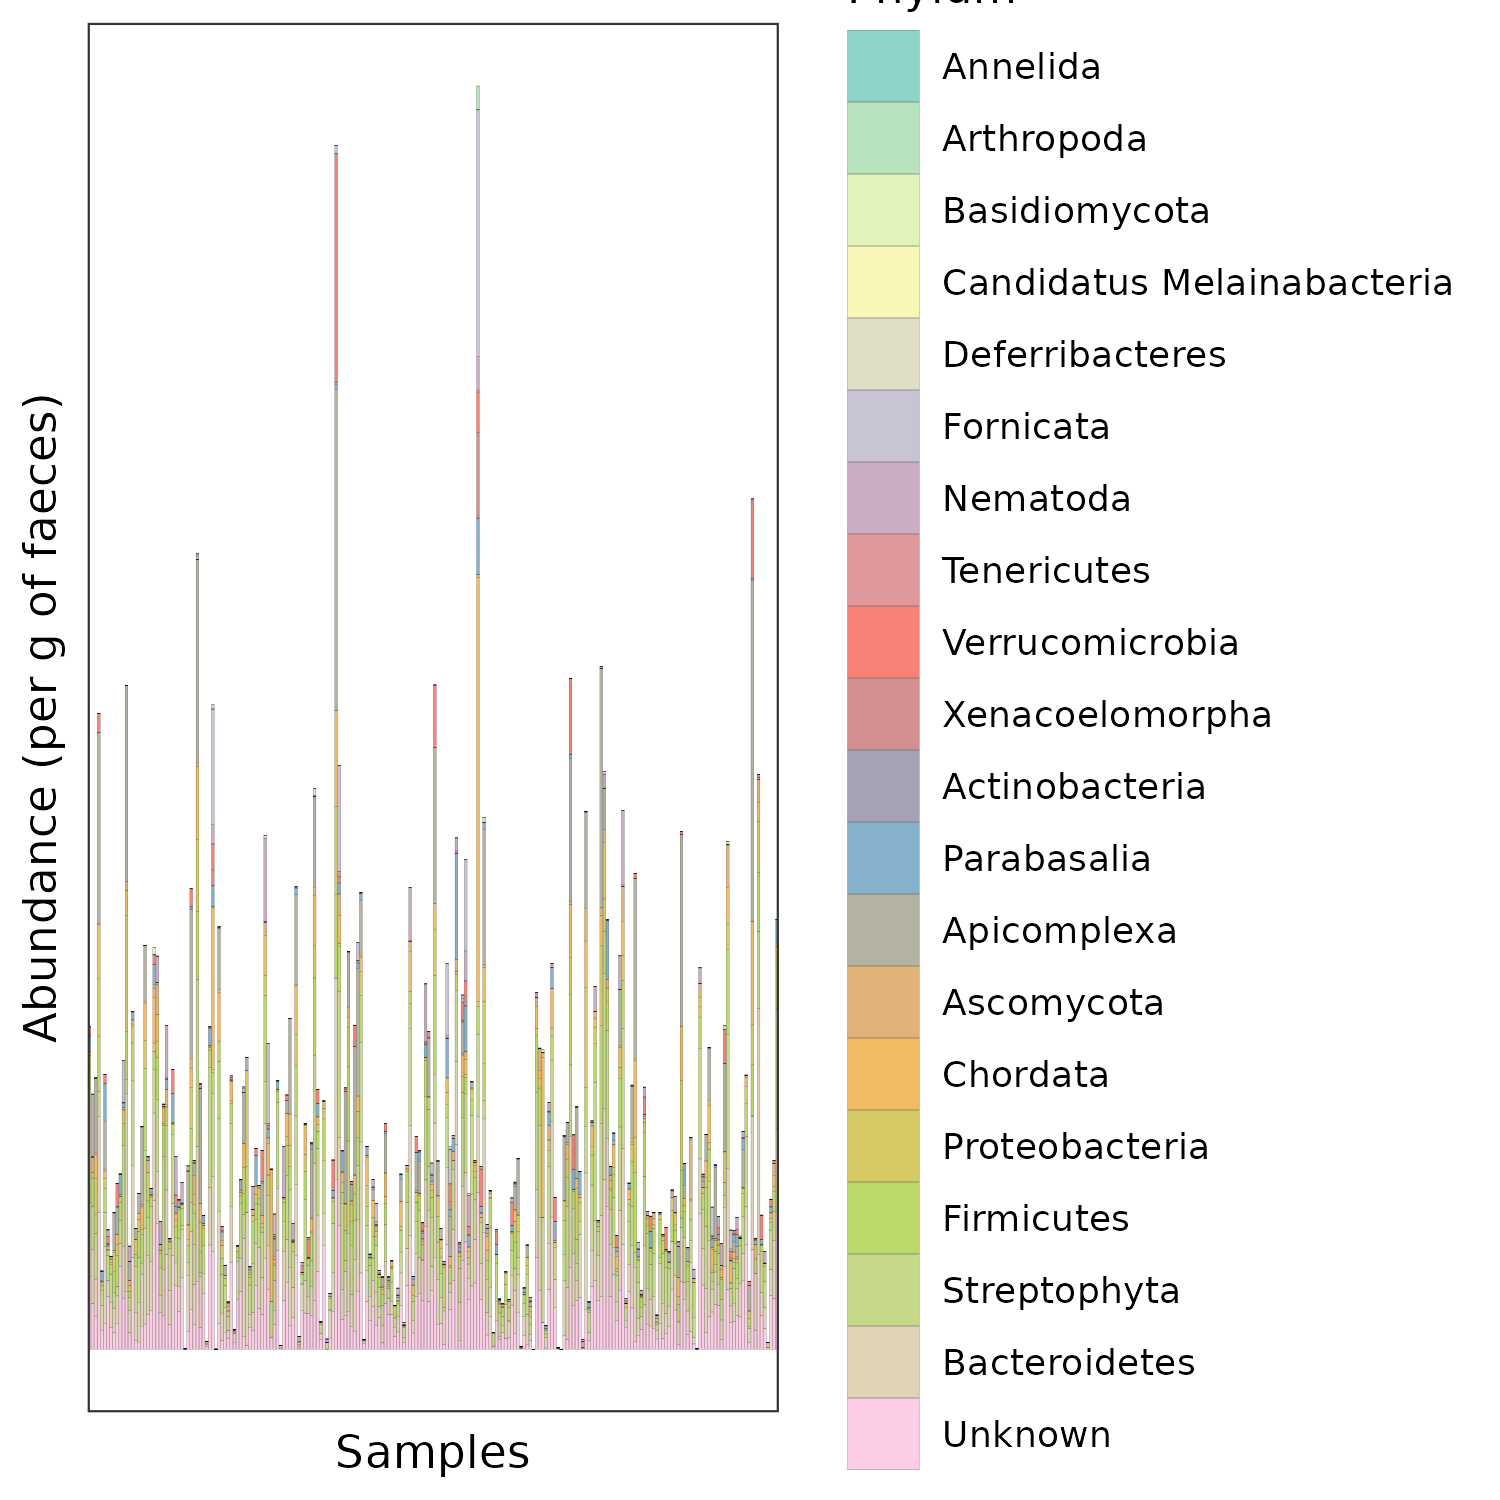 Phylum
Annelida
Arthropoda
Basidiomycota
Candidatus Melainabacteria
Deferribacteres
Fornicata
Nematoda
Tenericutes
Verrucomicrobia
Xenacoelomorpha
Actinobacteria
Parabasalia
Apicomplexa
Ascomycota
Chordata
Proteobacteria
Firmicutes
Streptophyta
Bacteroidetes
Unknown
Abundance (per g of faeces)
Samples